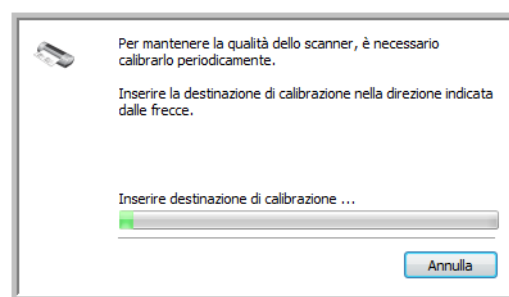 Per mantenere la qualità dello scanner, è necessario
calibrarlo periodicamente.
Inserire la destinazione di calibrazione nella direzione indicata
dalle frecce.
Inserire destinazione di calibrazione ...
Annulla